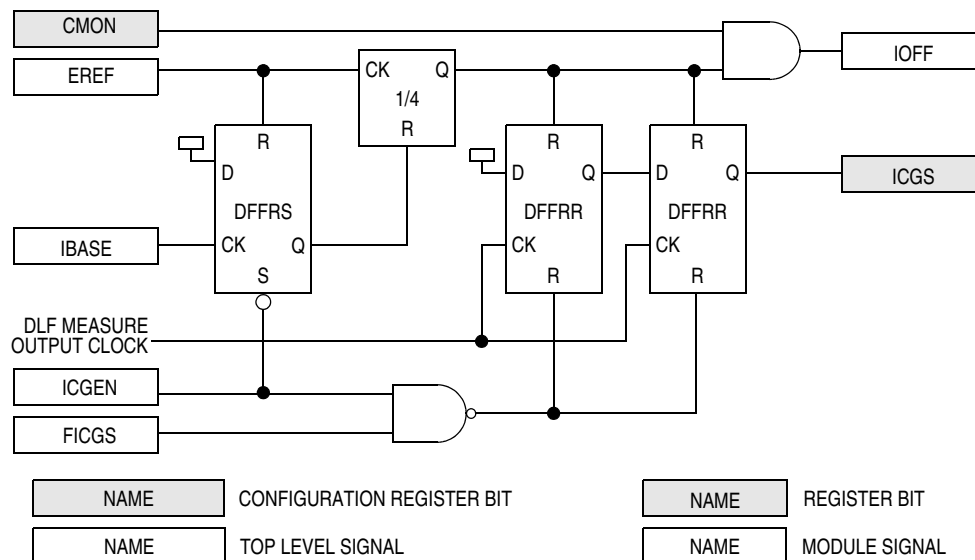 CMON
IOFF
EREF
CK Q
1/4
R
R
D
DFFRS
CK Q
S
R
D Q
DFFRR
CK
R
R
D Q
DFFRR
CK
R
ICGS
IBASE
DLF MEASURE
OUTPUT CLOCK
ICGEN
FICGS
NAME CONFIGURATION REGISTER BIT
NAME REGISTER BIT
NAME TOP LEVEL SIGNAL
NAME MODULE SIGNAL